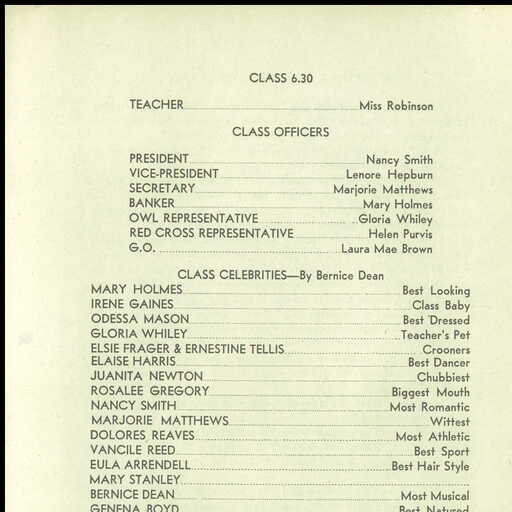 CLASS 6.30
TEACHER Miss Robinson
CLASS OFFICERS
PRESIDENT Nancy Smith
VICE-PRESIDENT Lenore Hepburn
SECRETARY Marjorie Matthews
BANKER Mary Holmes
OWL REPRESENTATIVE Gloria Whiley
RED CROSS REPRESENTATIVE Helen Purvis
G.O. Laura Mae Brown
CLASS CELEBRITIES—By Bernice Dean
MARY HOLMES Best Looking
IRENE GAINES Class Baby
ODESSA MASON Best Dressed
GLORIA WHILEY Teacher's Pet
ELSIE FRAGER & ERNESTINE TELLIS Crooners
ELAISE HARRIS Best Dancer
JUANITA NEWTON Chubbiest
ROSALEE GREGORY Biggest Mouth
NANCY SMITH Most Romantic
MARJORIE MATTHEWS Wittest
DOLORES REAVES Most Athletic
VANCILE REED Best Sport
EULA ARRENDELL Best Hair Style
MARY STANLEY
BERNICE DEAN Most Musical
GENENA BOYD Best Natured